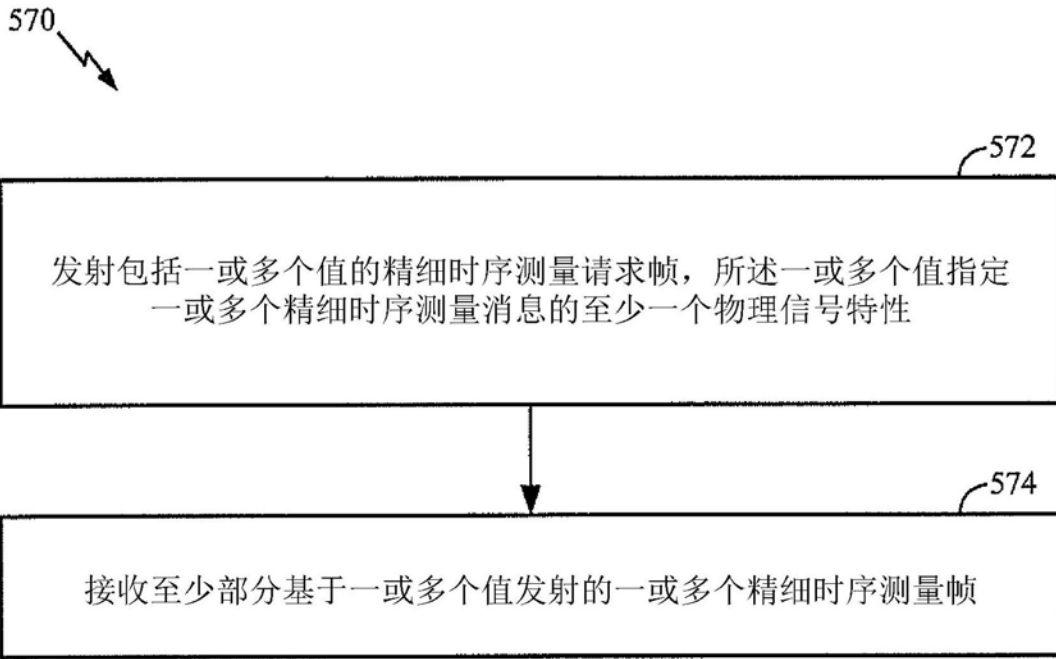 570
572
发射包括一或多个值的精细时序测量请求帧，所述一或多个值指定
一或多个精细时序测量消息的至少一个物理信号特性
574
接收至少部分基于一或多个值发射的一或多个精细时序测量帧